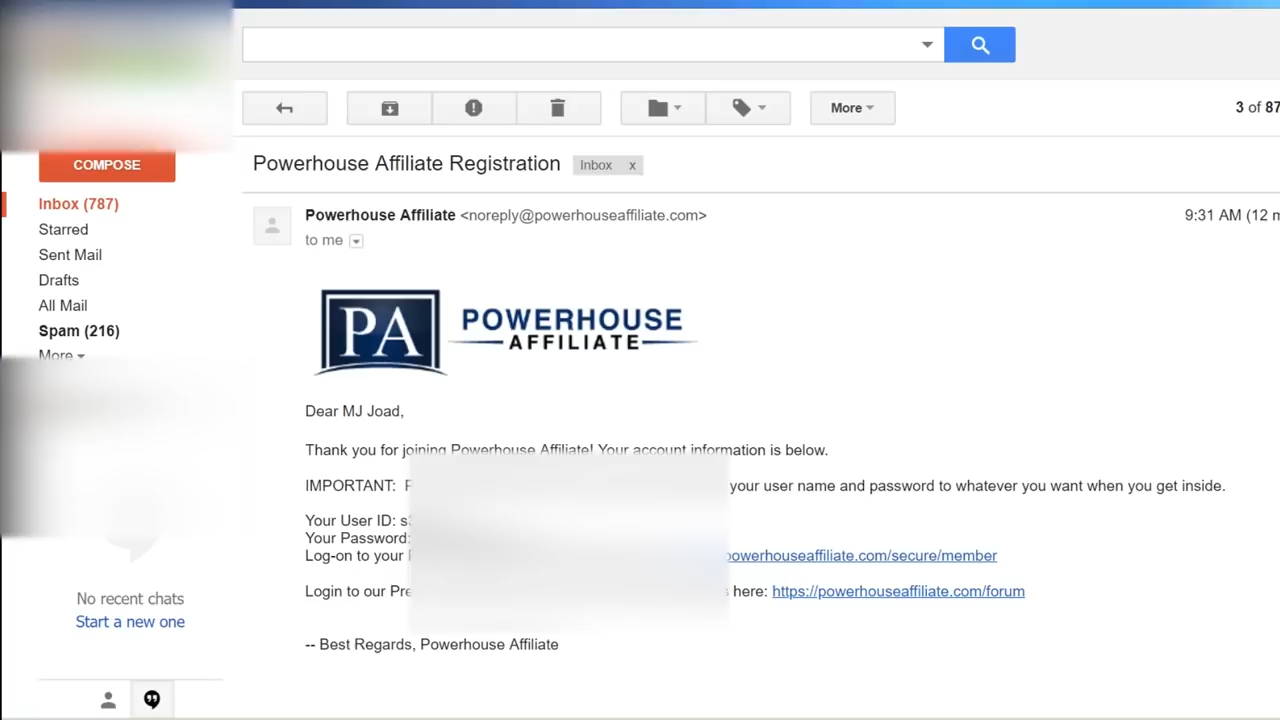 More
3 of 87
Powerhouse Affiliate Registration
Inbox x
COMPOSE
Inbox (787)
Starred
Sent Mail
Drafts
All Mail
Spam (216)
More
Powerhouse Affiliate <noreply@powerhouseaffiliate.com>
9:31 AM (12 m
to me
PA
POWERHOUSE
AFFILIATE
Dear MJ Joad,
Thank you for joining Powerhouse Affiliate! Your account information is below.
IMPORTANT: your user name and password to whatever you want when you get inside.
Your User ID:
Your Password:
Log-on to your powerhouseaffiliate.com/secure/member
Login to our here: https://powerhouseaffiliate.com/forum
-- Best Regards, Powerhouse Affiliate
No recent chats
Start a new one